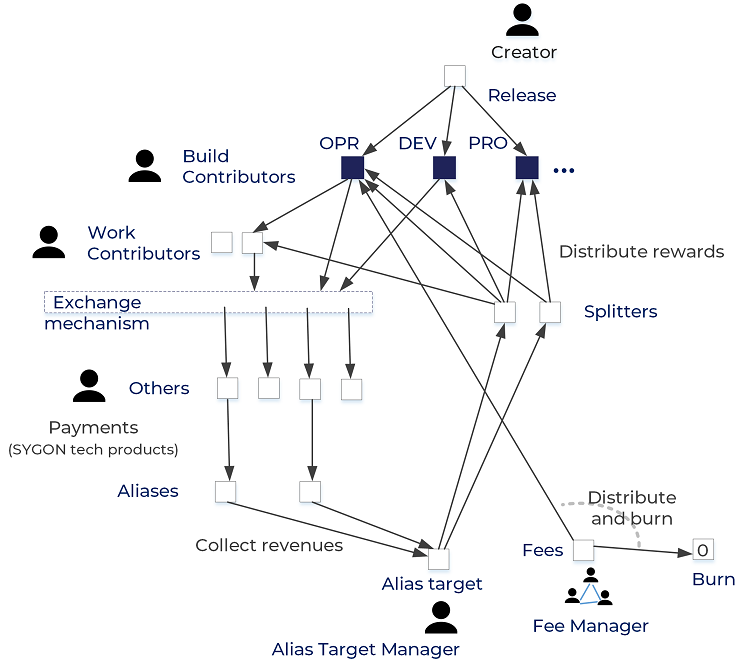 Creator
Release
OPR
DEV
PRO
Build
Contributors
...
Work
Contributors
Distribute rewards
Exchange
mechanism
Splitters
Others
Payments
(SYGON tech products)
Aliases
Distribute
and burn
Collect revenues
Fees
0
Alias target
Burn
Fee Manager
Alias Target Manager